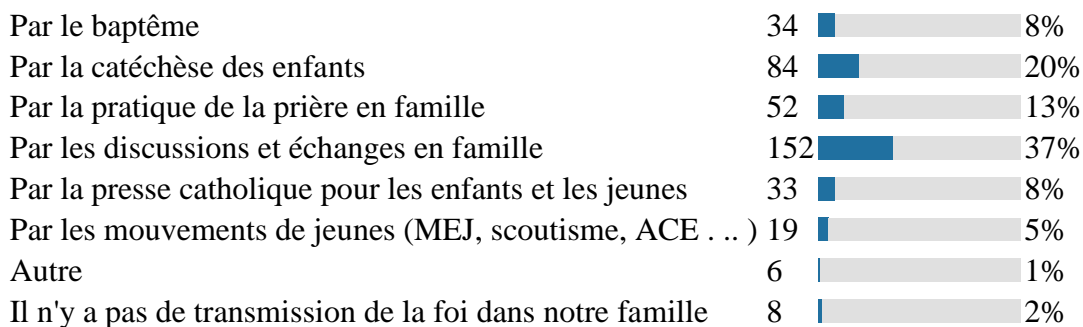 Par le baptême 34 8%
Par la catéchèse des enfants 84 20%
Par la pratique de la prière en famille 52 13%
Par les discussions et échanges en famille 152 37%
Par la presse catholique pour les enfants et les jeunes 33 8%
Par les mouvements de jeunes (MEJ, scoutisme, ACE . .. ) 19 5%
Autre 6 1%
Il n'y a pas de transmission de la foi dans notre famille 8 2%